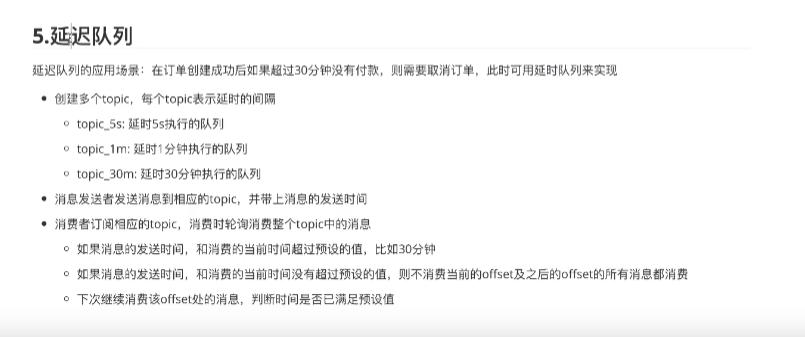 5.延迟队列
延迟队列的应用场景：在订单创建成功后如果超过30分钟没有付款，则需要取消订单，此时可用延时队列来实现
创建多个topic，每个topic表示延时的间隔
topic_5s: 延时5s执行的队列
topic_1m: 延时1分钟执行的队列
topic_30m: 延时30分钟执行的队列
消息发送者发送消息到相应的topic，并带上消息的发送时间
消费者订阅相应的topic，消费时轮询消费整个topic中的消息
如果消息的发送时间，和消费的当前时间超过预设的值，比如30分钟
如果消息的发送时间，和消费的当前时间没有超过预设的值，则不消费当前的offset及之后的offset的所有消息都消费
下次继续消费该offset处的消息，判断时间是否已满足预设值